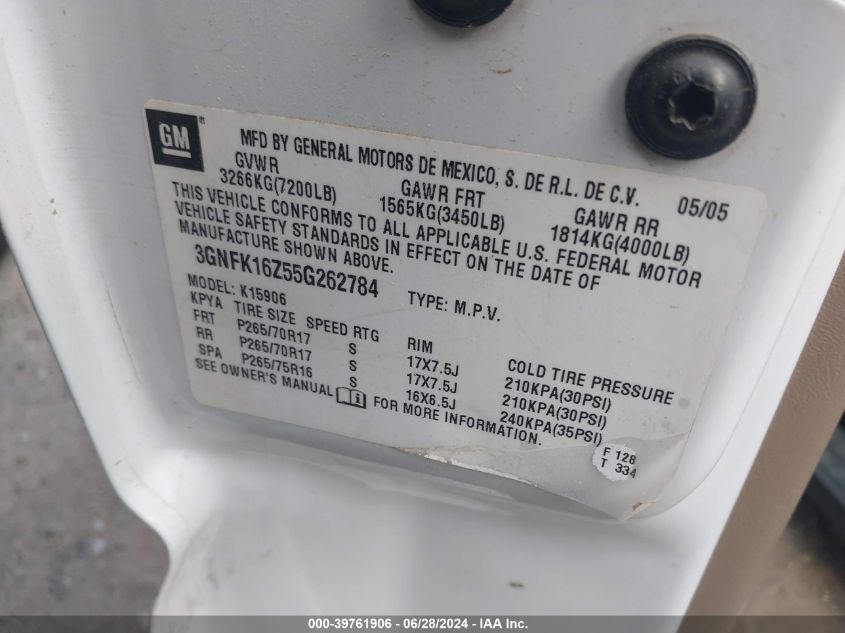 GM ®
MFD BY GENERAL MOTORS DE MEXICO, S. DE R.L. DE C.V. 05/05
GVWR GAWR FRT GAWR RR
3266KG(7200LB) 1565KG(3450LB) 1814KG(4000LB)
THIS VEHICLE CONFORMS TO ALL APPLICABLE U.S. FEDERAL MOTOR
VEHICLE SAFETY STANDARDS IN EFFECT ON THE DATE OF
MANUFACTURE SHOWN ABOVE.
3GNFK16Z55G262784 TYPE: M.P.V.
MODEL: K15906
KPYA TIRE SIZE SPEED RTG RIM COLD TIRE PRESSURE
FRT P265/70R17 S 17X7.5J 210KPA(30PSI)
RR P265/70R17 S 17X7.5J 210KPA(30PSI)
SPA P265/75R16 S 16X6.5J 240KPA(35PSI)
SEE OWNER'S MANUAL FOR MORE INFORMATION.
F 128
T 334
000-39761906 - 06/28/2024 - IAA Inc.